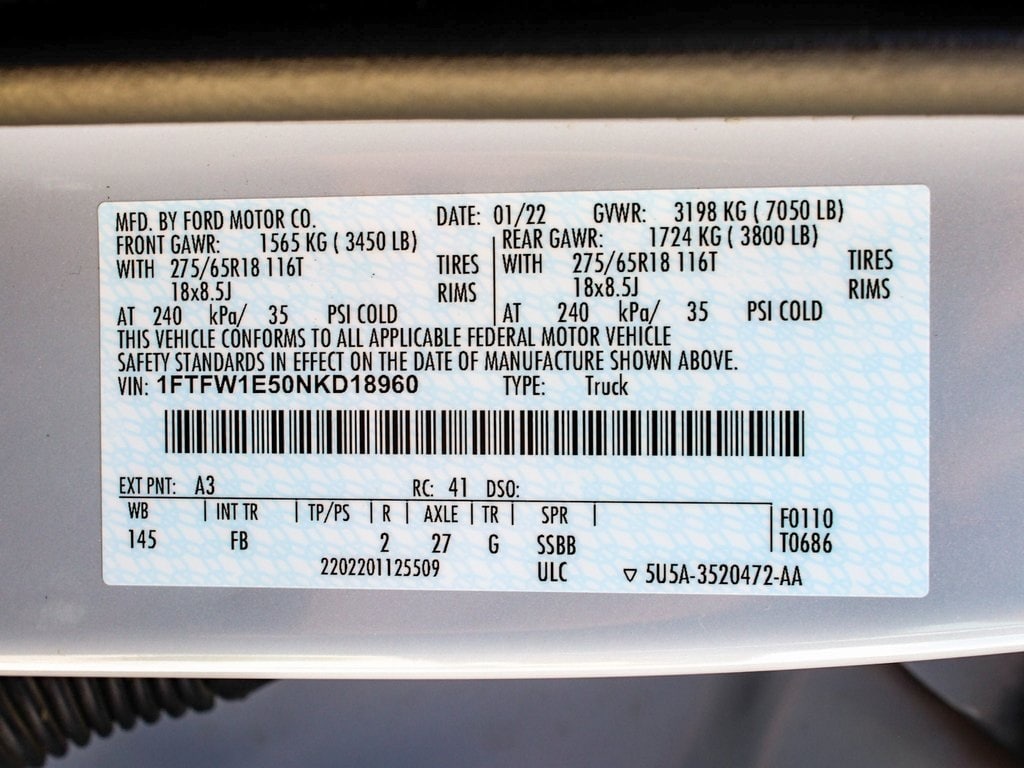 MFD. BY FORD MOTOR CO. DATE: 01/22 GVWR: 3198 KG ( 7050 LB)
FRONT GAWR: 1565 KG ( 3450 LB) REAR GAWR: 1724 KG ( 3800 LB)
WITH 275/65R18 116T TIRES WITH 275/65R18 116T TIRES
18x8.5J RIMS 18x8.5J RIMS
AT 240 kPa/ 35 PSI COLD AT 240 kPa/ 35 PSI COLD
THIS VEHICLE CONFORMS TO ALL APPLICABLE FEDERAL MOTOR VEHICLE
SAFETY STANDARDS IN EFFECT ON THE DATE OF MANUFACTURE SHOWN ABOVE.
VIN: 1FTFW1E50NKD18960 TYPE: Truck
EXT PNT: A3 RC: 41 DSO:
WB INT TR TP/PS R AXLE TR SPR F0110
145 FB 2 27 G SSBB T0686
2202201125509 ULC ▽ 5U5A-3520472-AA